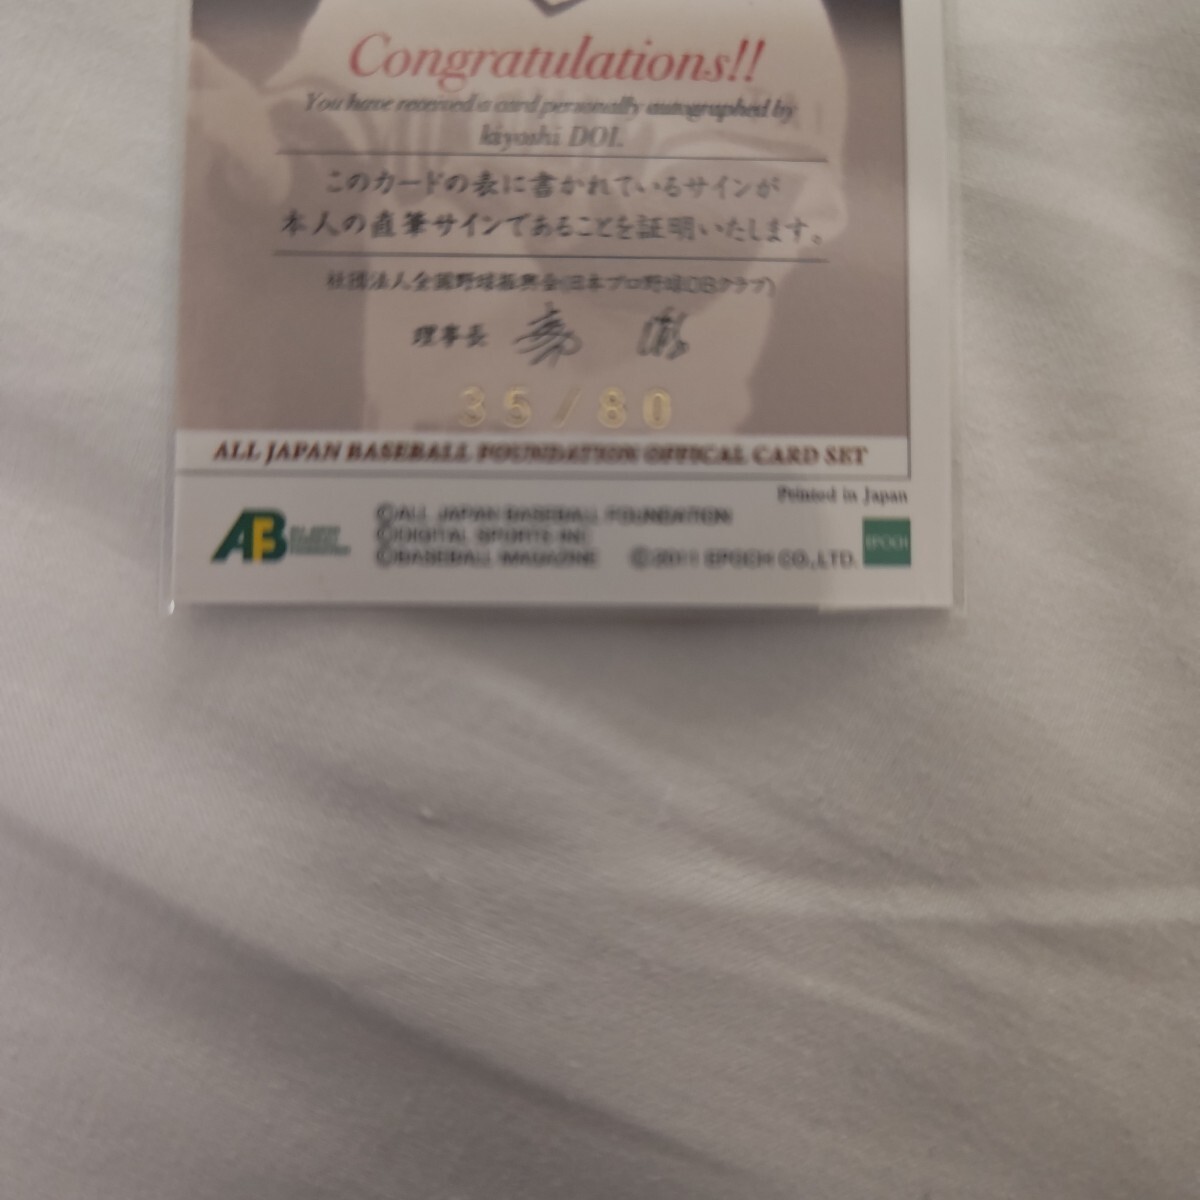 Congratulations!!
You have received a card personally autographed by
kiyoshi DOI.
このカードの表に書かれているサインが
本人の直筆サインであることを証明いたします。
社団法人全国野球振興会(日本プロ野球OBクラブ)
理事長
35/80
ALL JAPAN BASEBALL FOUNDATION OFFICAL CARD SET
Printed in Japan
AB
©ALL JAPAN BASEBALL FOUNDATION
©DIGITAL SPORTS INC
©BASEBALL MAGAZINE ©2011 EPOCH CO.,LTD.
EPOCH